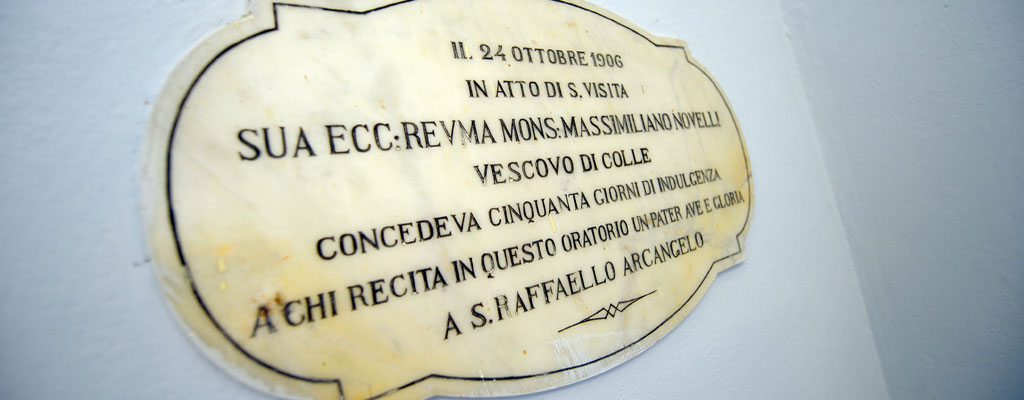 IL 24 OTTOBRE 1906
IN ATTO DI S. VISITA
SUA ECC:REVMA MONS:MASSIMILIANO NOVELLI
VESCOVO DI COLLE
CONCEDEVA CINQUANTA GIORNI DI INDULGENZA
A CHI RECITA IN QUESTO ORATORIO UN PATER AVE E GLORIA
A S. RAFFAELLO ARCANGELO